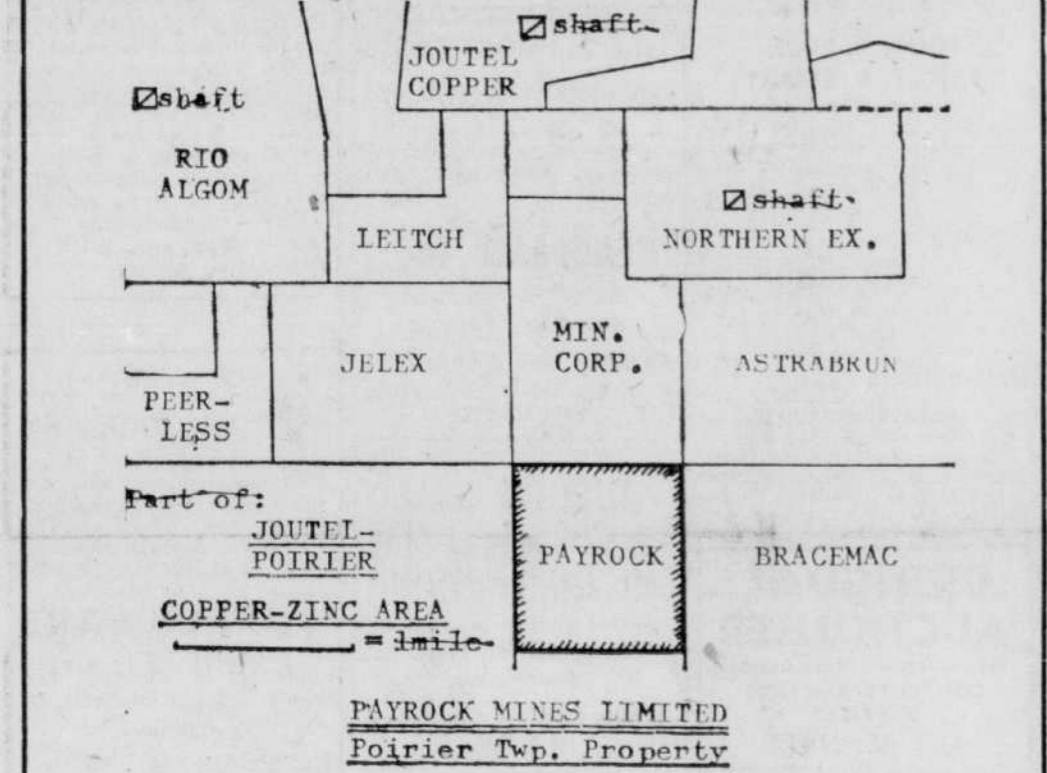 shaft
JOUTEL
COPPER
shaft
RIO
ALGOM
shaft
LEITCH
NORTHERN EX.
MIN.
CORP.
JELEX
ASTRABRUN
PEER-
LESS
Part of:
JOUTEL-
POIRIER
COPPER-ZINC AREA
= 1mile
PAYROCK
BRACEMAC
PAYROCK MINES LIMITED
Poirier Twp. Property